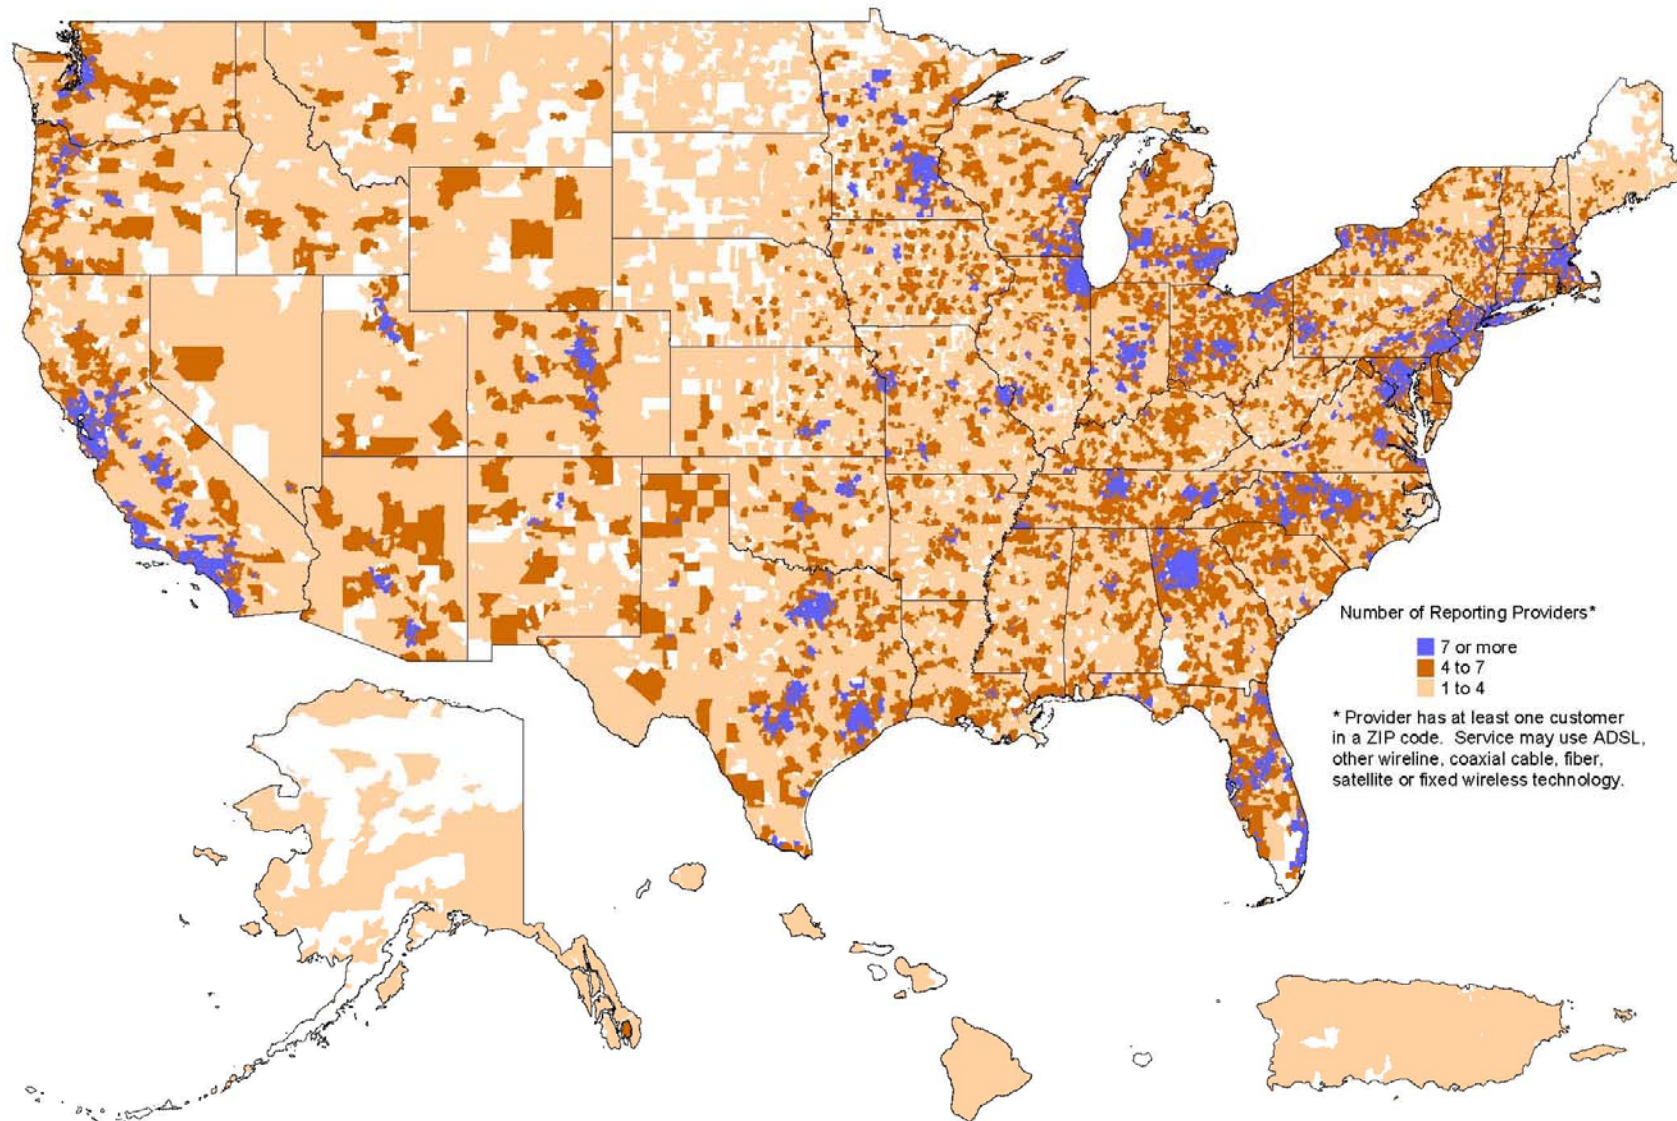 Number of Reporting Providers*
7 or more
4 to 7
1 to 4
* Provider has at least one customer
in a ZIP code. Service may use ADSL,
other wireline, coaxial cable, fiber,
satellite or fixed wireless technology.